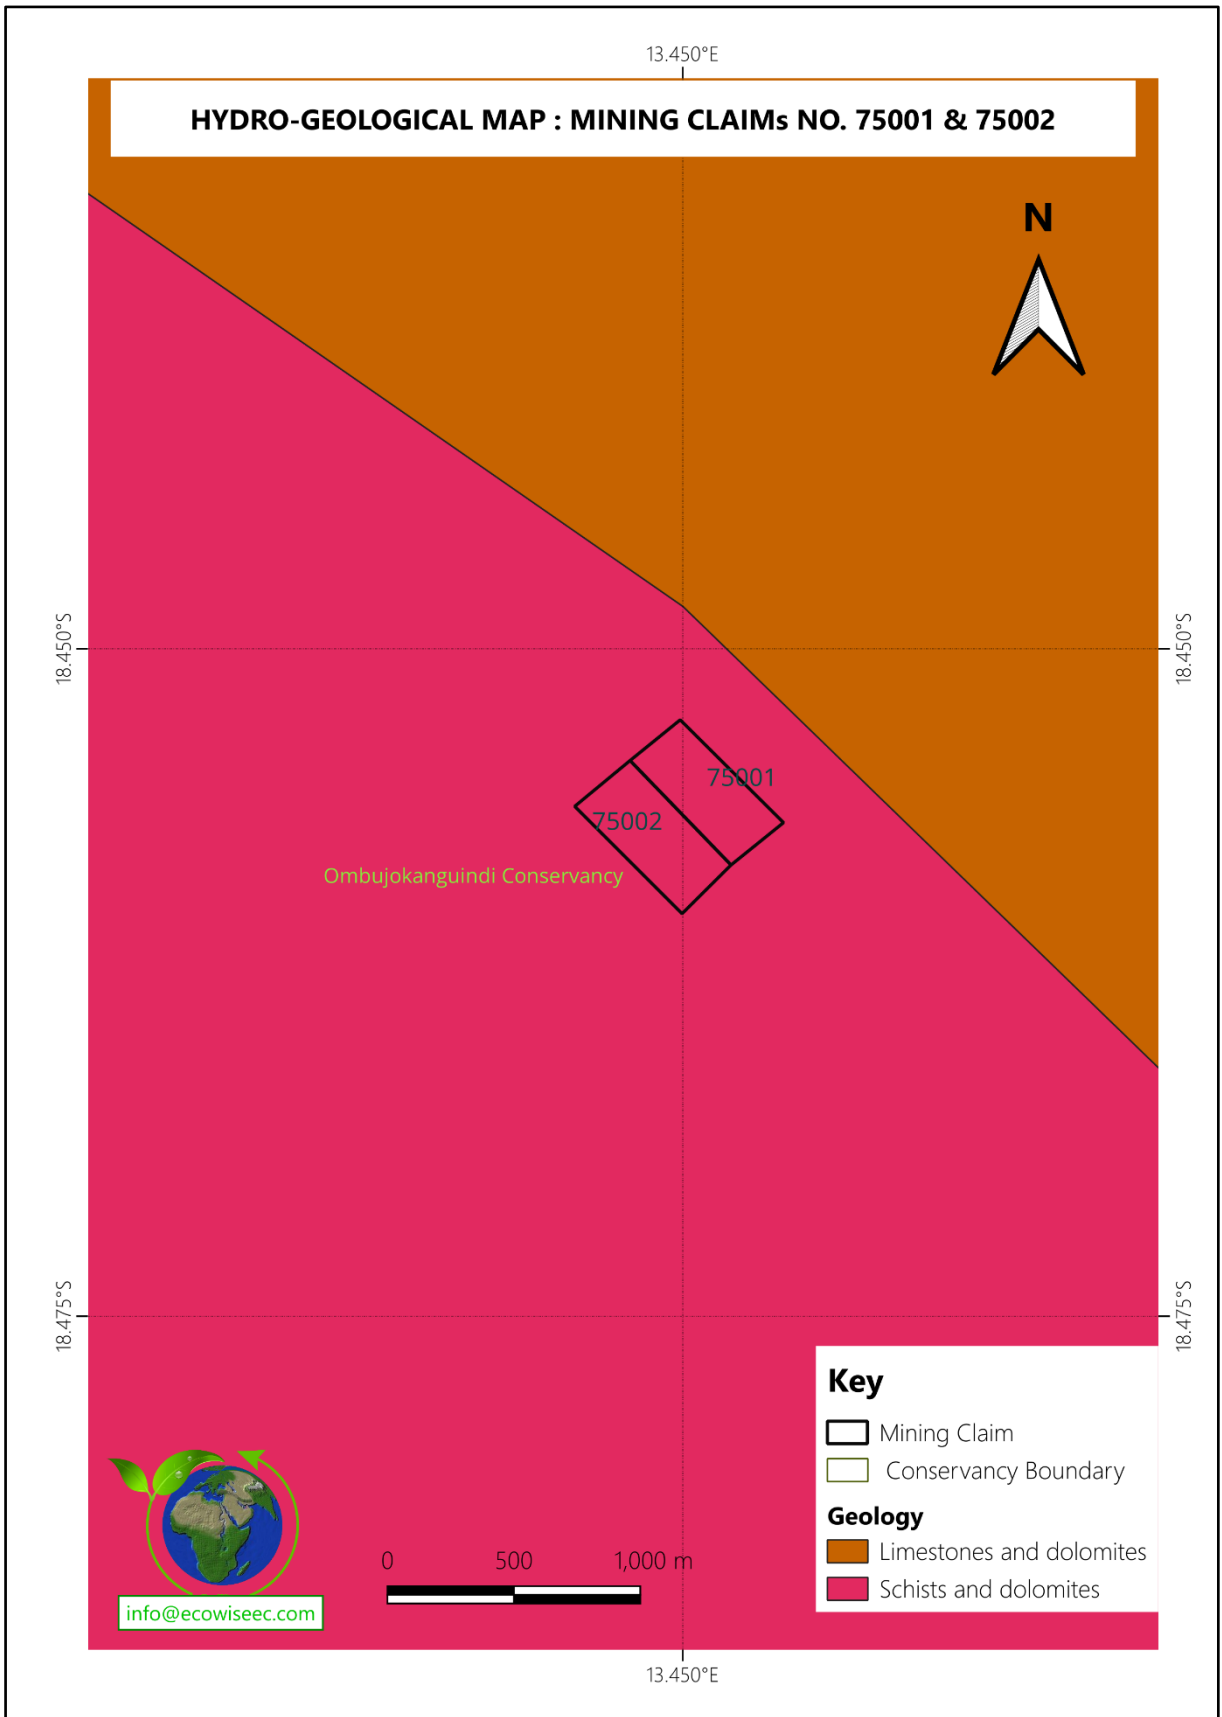 13.450°E
HYDRO-GEOLOGICAL MAP : MINING CLAIMs NO. 75001 & 75002
N
18.450°S
18.450°S
75001
75002
Ombujokanguindi Conservancy
18.475°S
18.475°S
Key
Mining Claim
Conservancy Boundary
Geology
Limestones and dolomites
Schists and dolomites
0 500 1,000 m
info@ecowiseec.com
13.450°E